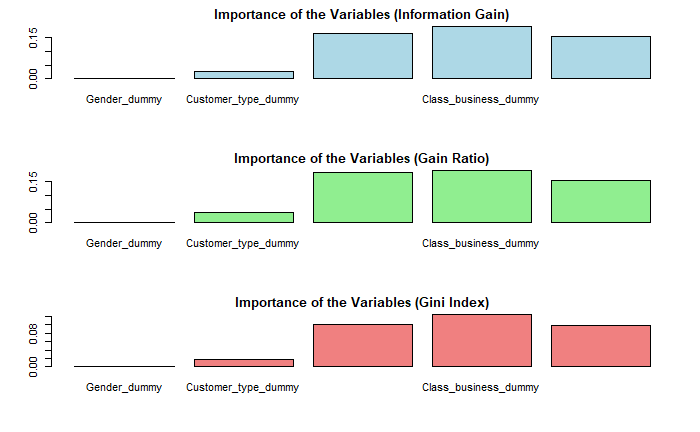 Importance of the Variables (Information Gain)
0.15
0.00
Gender_dummy Customer_type_dummy Class_business_dummy
Importance of the Variables (Gain Ratio)
0.15
0.00
Gender_dummy Customer_type_dummy Class_business_dummy
Importance of the Variables (Gini Index)
0.08
0.00
Gender_dummy Customer_type_dummy Class_business_dummy